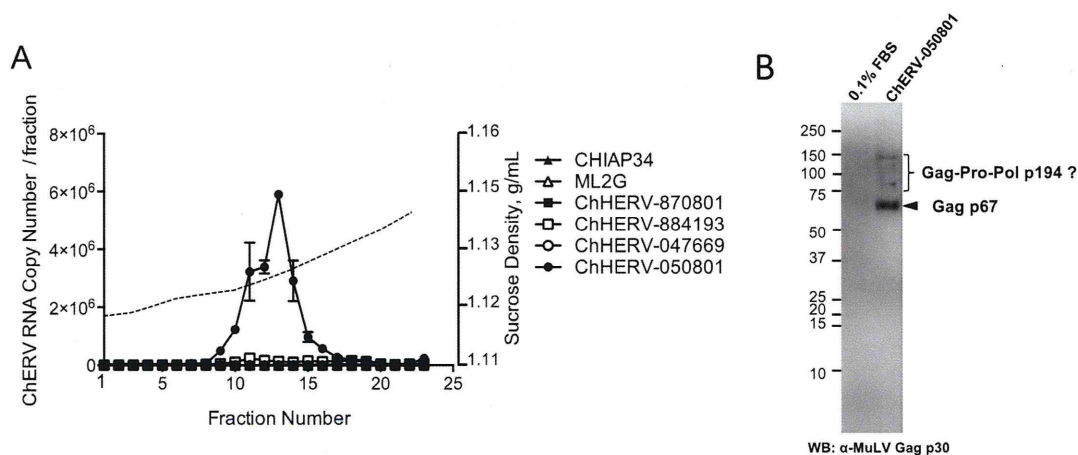 A
ChERV RNA Copy Number / fraction
8×10⁶
6×10⁶
4×10⁶
2×10⁶
0
1
5
10
15
20
25
Fraction Number
1.16
1.15
1.13
1.12
1.11
Sucrose Density, g/mL
CHIAP34
ML2G
ChHERV-870801
ChHERV-884193
ChHERV-047669
ChHERV-050801
B
0.1% FBS
ChERV-050801
250
150
100
75
50
37
25
20
15
10
Gag-Pro-Pol p194 ?
Gag p67
WB: α-MuLV Gag p30